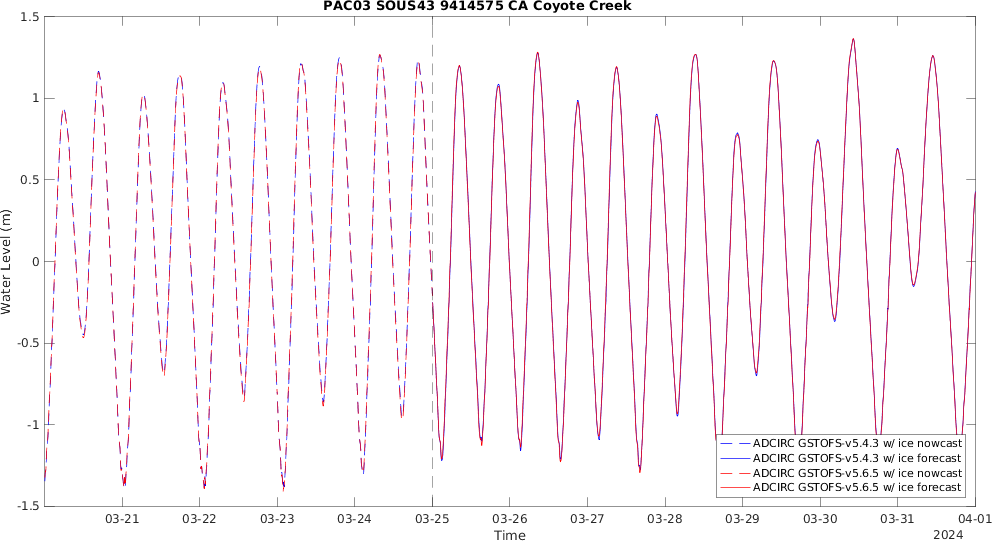 PAC03 SOUS43 9414575 CA Coyote Creek
Water Level (m)
1.5
1
0.5
0
-0.5
-1
-1.5
ADCIRC GSTOFS-v5.4.3 w/ ice nowcast
ADCIRC GSTOFS-v5.4.3 w/ ice forecast
ADCIRC GSTOFS-v5.6.5 w/ ice nowcast
ADCIRC GSTOFS-v5.6.5 w/ ice forecast
03-21 03-22 03-23 03-24 03-25 03-26 03-27 03-28 03-29 03-30 03-31 04-01
Time
2024